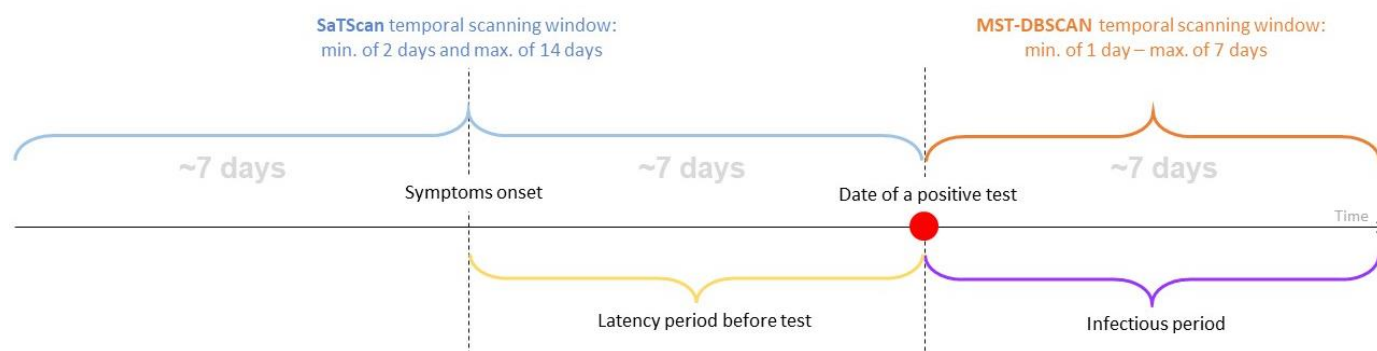 SaTScan temporal scanning window:
min. of 2 days and max. of 14 days
MST-DBSCAN temporal scanning window:
min. of 1 day – max. of 7 days
~7 days
~7 days
~7 days
Symptoms onset
Date of a positive test
Time
Latency period before test
Infectious period